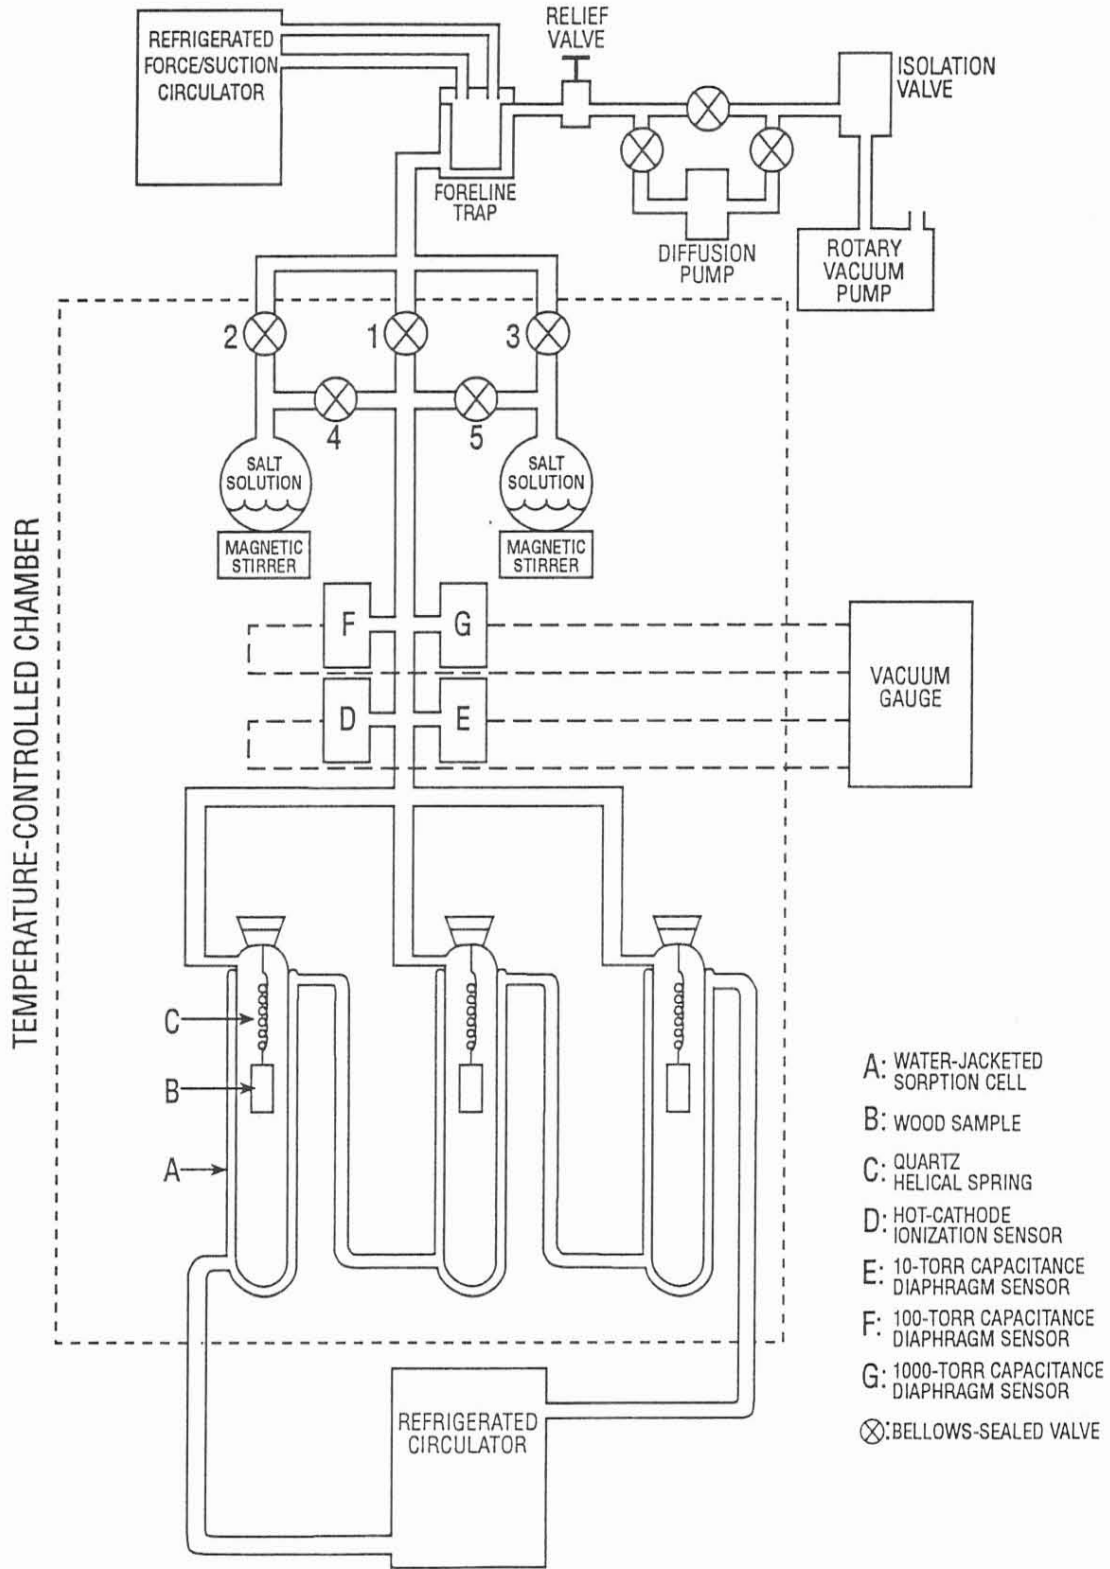 REFRIGERATED
FORCE/SUCTION
CIRCULATOR
RELIEF
VALVE
ISOLATION
VALVE
FORELINE
TRAP
DIFFUSION
PUMP
ROTARY
VACUUM
PUMP
2
1
3
4
5
SALT
SOLUTION
SALT
SOLUTION
MAGNETIC
STIRRER
MAGNETIC
STIRRER
TEMPERATURE-CONTROLLED CHAMBER
F
G
D
E
VACUUM
GAUGE
C
B
A
A: WATER-JACKETED
SORPTION CELL
B: WOOD SAMPLE
C: QUARTZ
HELICAL SPRING
D: HOT-CATHODE
IONIZATION SENSOR
E: 10-TORR CAPACITANCE
DIAPHRAGM SENSOR
F: 100-TORR CAPACITANCE
DIAPHRAGM SENSOR
G: 1000-TORR CAPACITANCE
DIAPHRAGM SENSOR
⊗: BELLOWS-SEALED VALVE
REFRIGERATED
CIRCULATOR